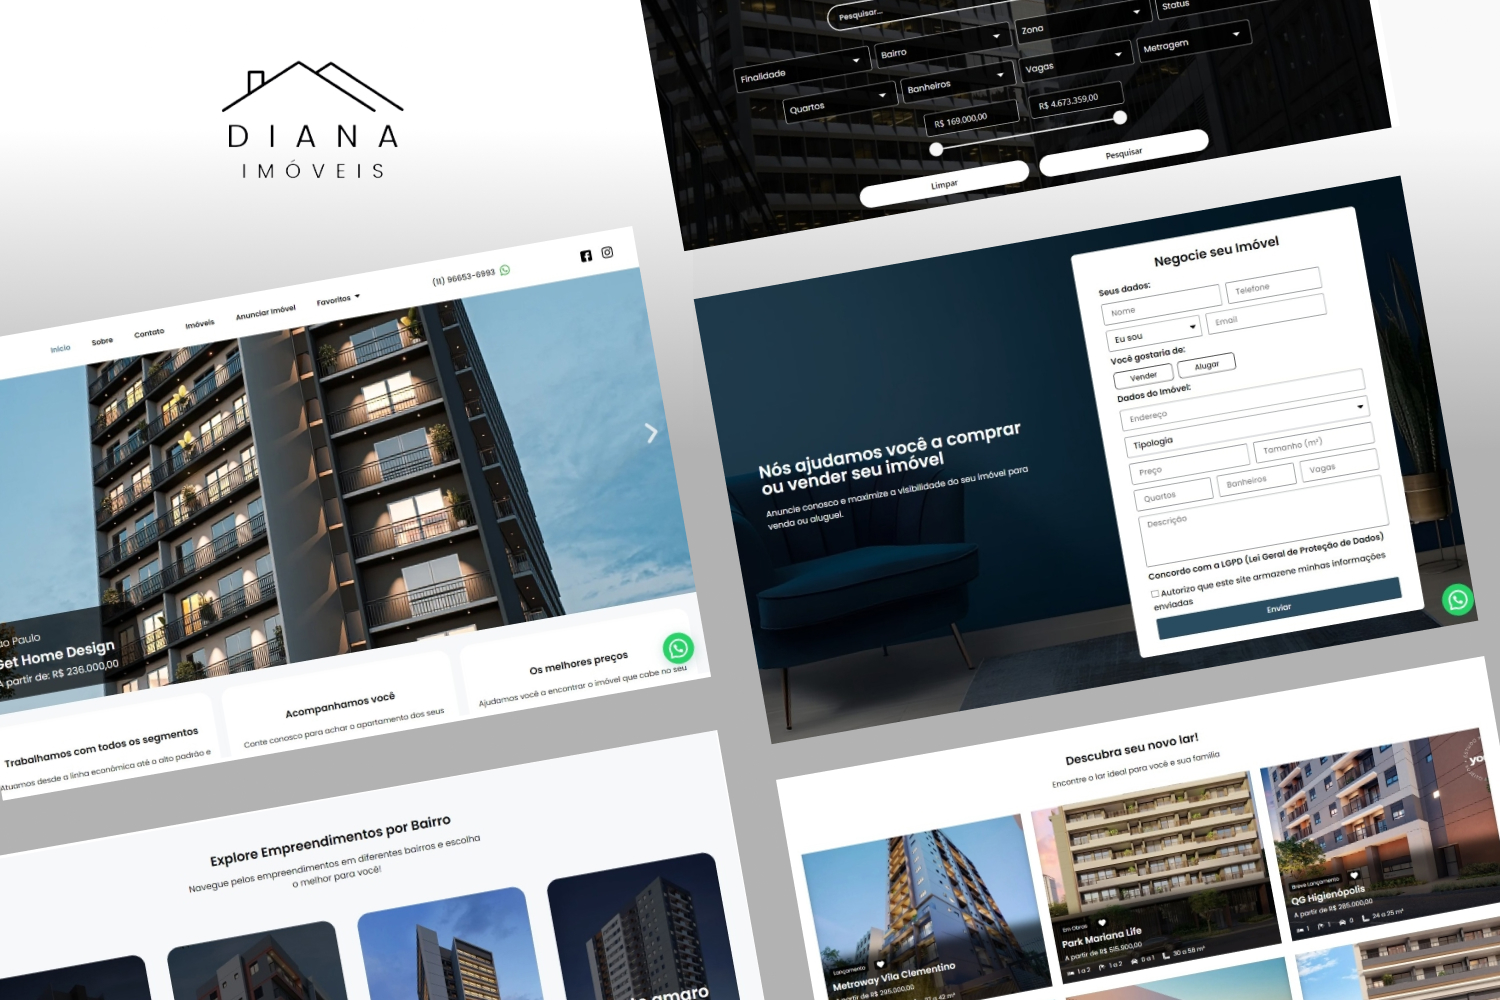 DIANA
IMÓVEIS
Pesquisar...
Finalidade
Bairro
Zona
Status
Quartos
Banheiros
Vagas
Metragem
R$ 169.000,00
R$ 4.673.359,00
Limpar
Pesquisar
Início
Sobre
Contato
Imóveis
Anunciar Imóvel
Favoritos
(11) 96653-6993
Get Home Design
A partir de: R$ 236.000,00
Trabalhamos com todos os segmentos
Atuamos desde a linha econômica até o alto padrão e
Acompanhamos você
Conte conosco para achar o apartamento dos seus
Os melhores preços
Ajudamos você a encontrar o imóvel que cabe no seu
Nós ajudamos você a comprar
ou vender seu imóvel
Anuncie conosco e maximize a visibilidade do seu imóvel para
venda ou aluguel.
Negocie seu Imóvel
Seus dados:
Nome
Telefone
Eu sou
Email
Você gostaria de:
Vender
Alugar
Dados do Imóvel:
Endereço
Tipologia
Preço
Tamanho (m²)
Quartos
Banheiros
Vagas
Descrição
Concordo com a LGPD (Lei Geral de Proteção de Dados)
Autorizo que este site armazene minhas informações
enviadas
Enviar
Explore Empreendimentos por Bairro
Navegue pelos empreendimentos em diferentes bairros e escolha
o melhor para você!
amaro
Descubra seu novo lar!
Encontre o lar ideal para você e sua família
Lançamento
Metroway Vila Clementino
A partir de R$ 295.000,00
Em Obras
Park Mariana Life
A partir de R$ 515.900,00
1 a 2
1 a 2
0 a 1
30 a 58 m²
Breve Lançamento
QG Higienópolis
A partir de R$ 285.000,00
1
1
0
24 a 25 m²